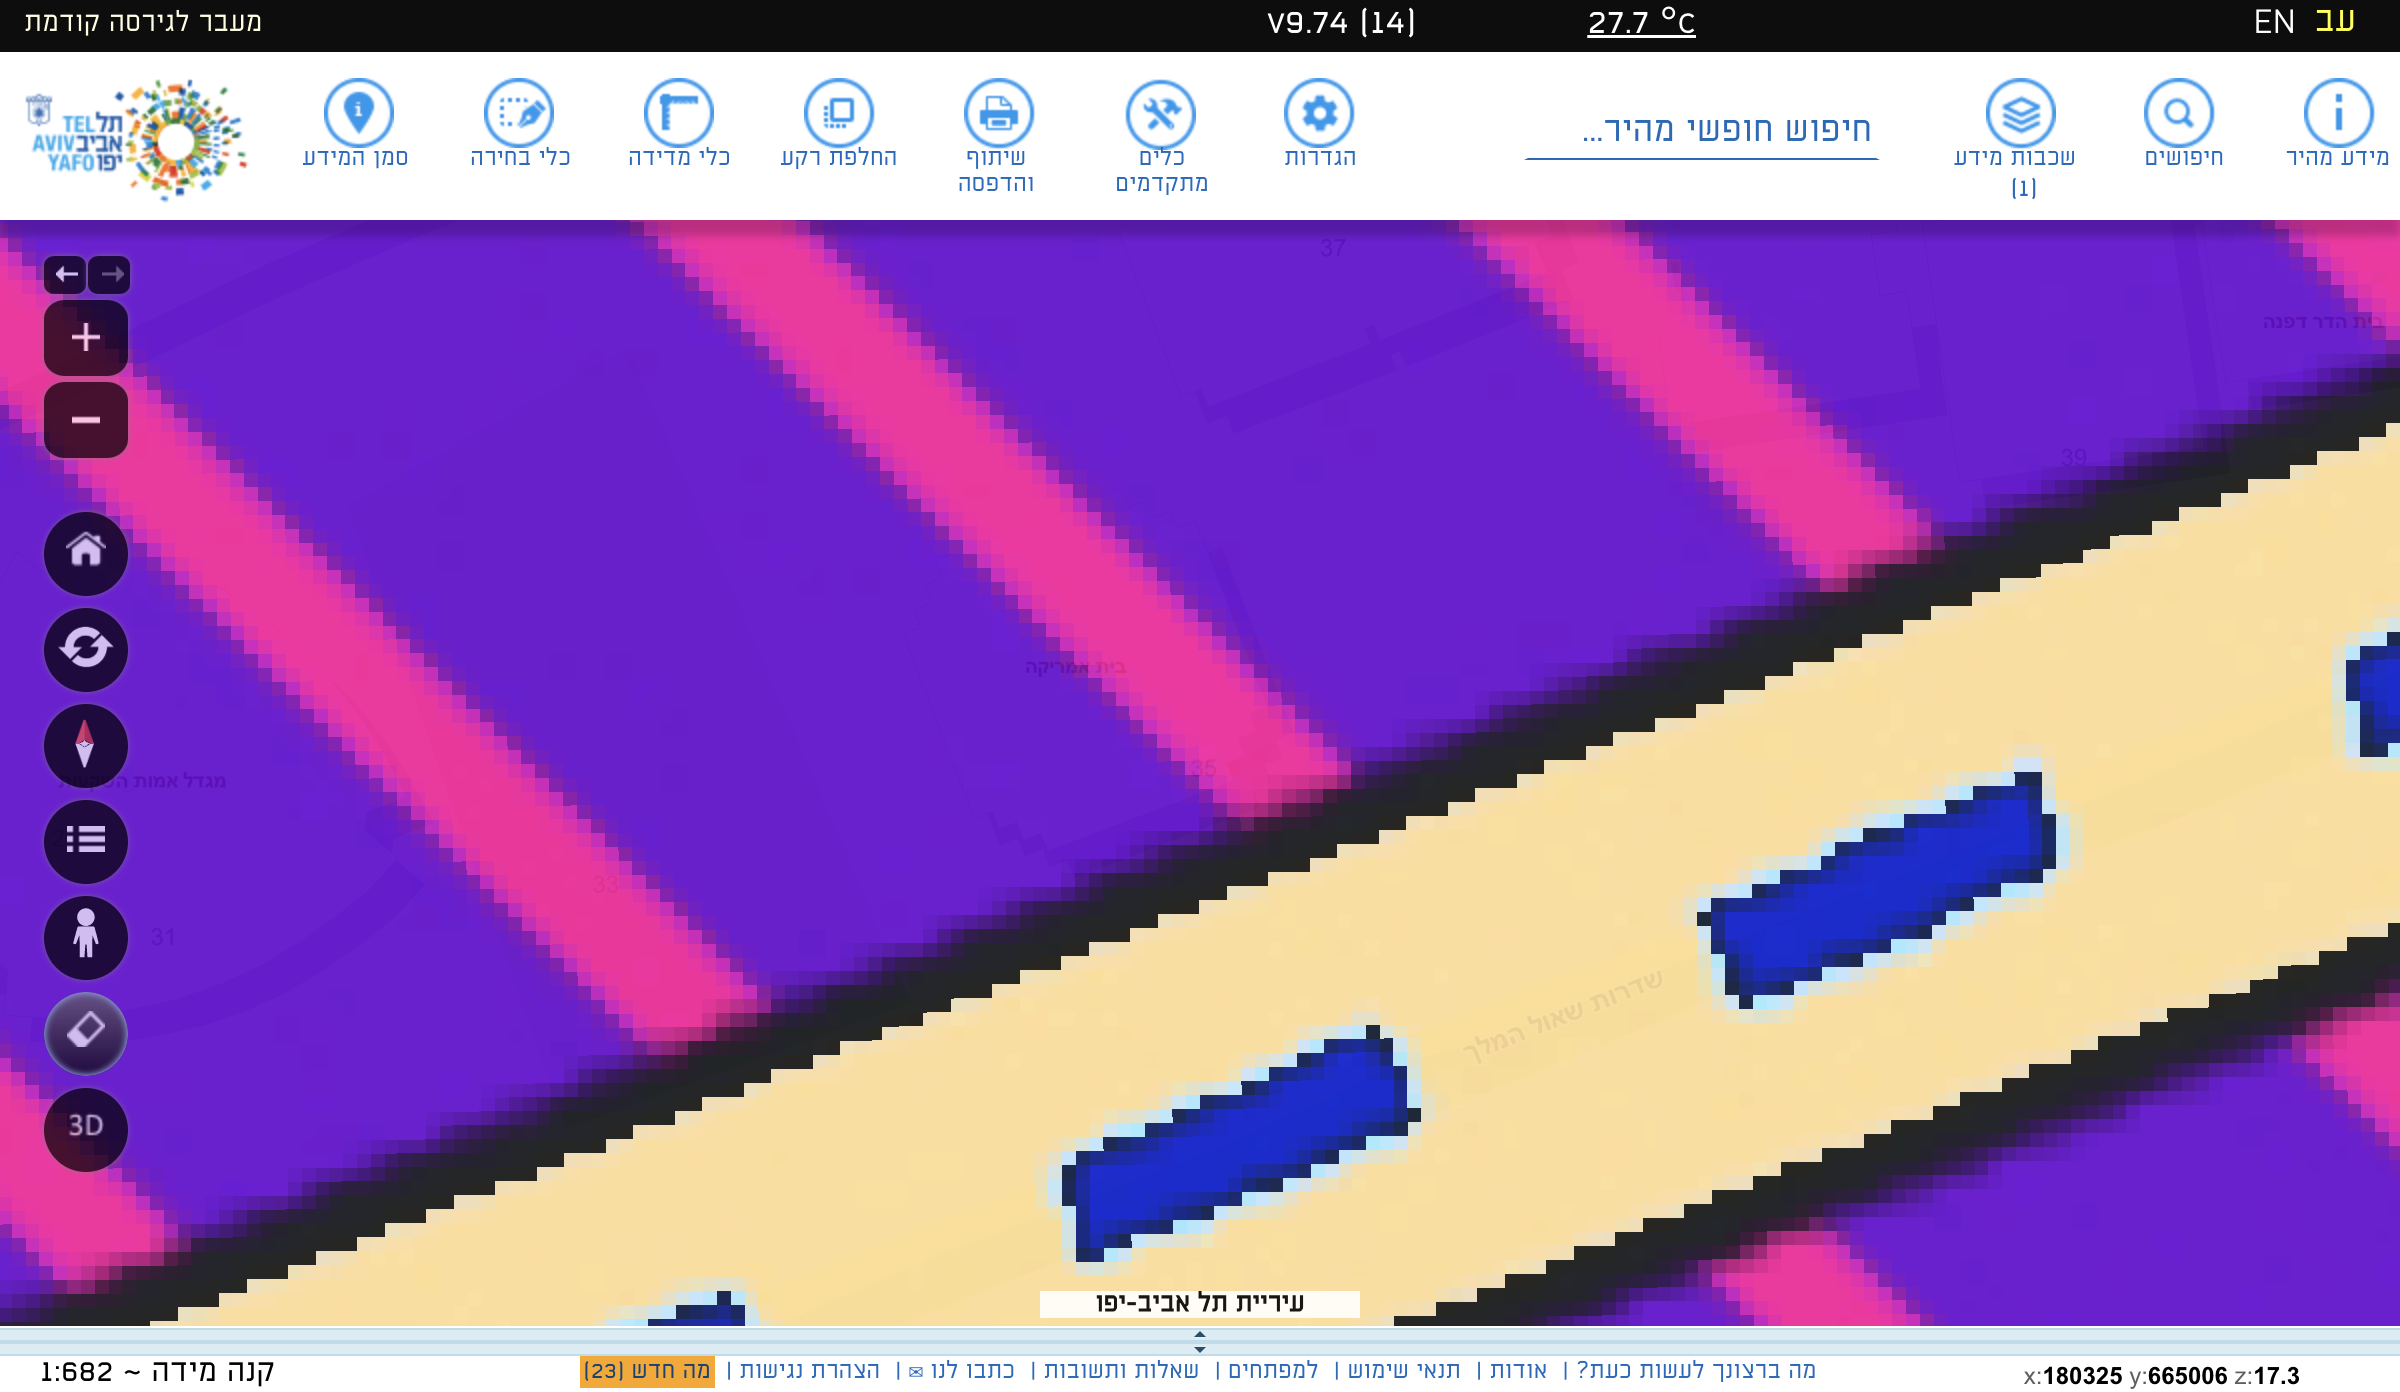 עב EN
27.7 °C
V9.74 (14)
מעבר לגירסה קודמת
מידע מהיר
חיפושים
שכבות מידע
(1)
חיפוש חופשי מהיר...
הגדרות
כלים
מתקדמים
שיתוף
והדפסה
החלפת רקע
כלי מדידה
כלי בחירה
סמן המידע
תל TEL
אביב AVIV
יפו YAFO
37
בית הדר דפנה
39
בית אמריקה
35
מגדל אמות השקעות
33
31
שדרות שאול המלך
3D
עיריית תל אביב-יפו
x:180325 y:665006 z:17.3
מה ברצונך לעשות כעת? | אודות | תנאי שימוש | למפתחים | שאלות ותשובות | כתבו לנו ✉ | הצהרת נגישות | מה חדש (23)
קנה מידה ~ 1:682